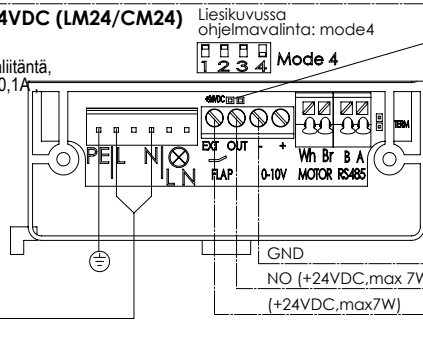 4VDC (LM24/CM24)
Liesikuvussa
ohjelmavalinta: mode4
1 2 3 4 Mode 4
liitäntä,
0,1A,
+24VDC
TERM
PE L N L N
EXT OUT - +
FLAP 0-10V
Wh Br B A
MOTOR RS485
GND
NO (+24VDC,max 7W
(+24VDC,max7W)